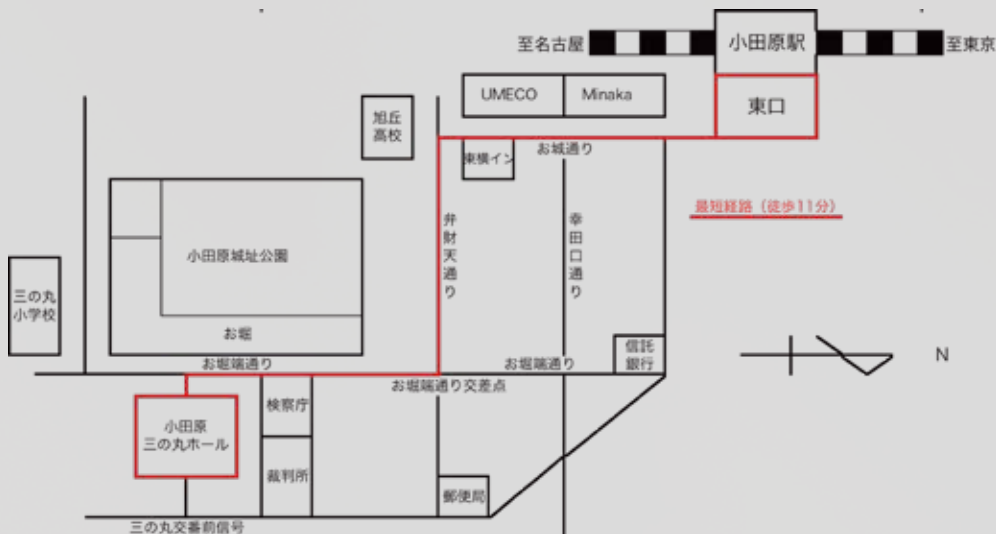 至名古屋
小田原駅
至東京
東口
UMECO
Minaka
旭丘
高校
東横イン
お城通り
最短経路（徒歩11分）
弁財天通り
幸田口通り
小田原城址公園
三の丸
小学校
お堀
お堀端通り
お堀端通り
信託
銀行
N
お堀端通り交差点
検察庁
小田原
三の丸ホール
裁判所
郵便局
三の丸交番前信号